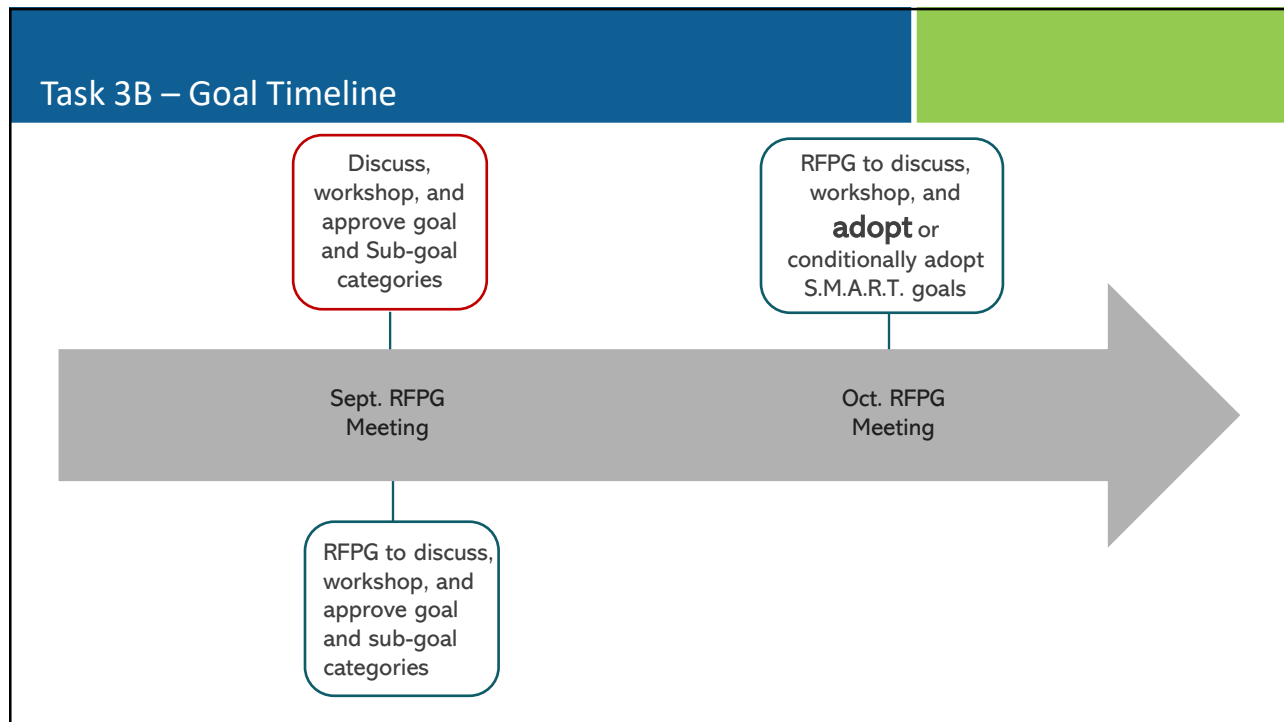 Task 3B – Goal Timeline
Discuss,
workshop, and
approve goal
and Sub-goal
categories
RFPG to discuss,
workshop, and
adopt or
conditionally adopt
S.M.A.R.T. goals
Sept. RFPG
Meeting
Oct. RFPG
Meeting
RFPG to discuss,
workshop, and
approve goal
and sub-goal
categories